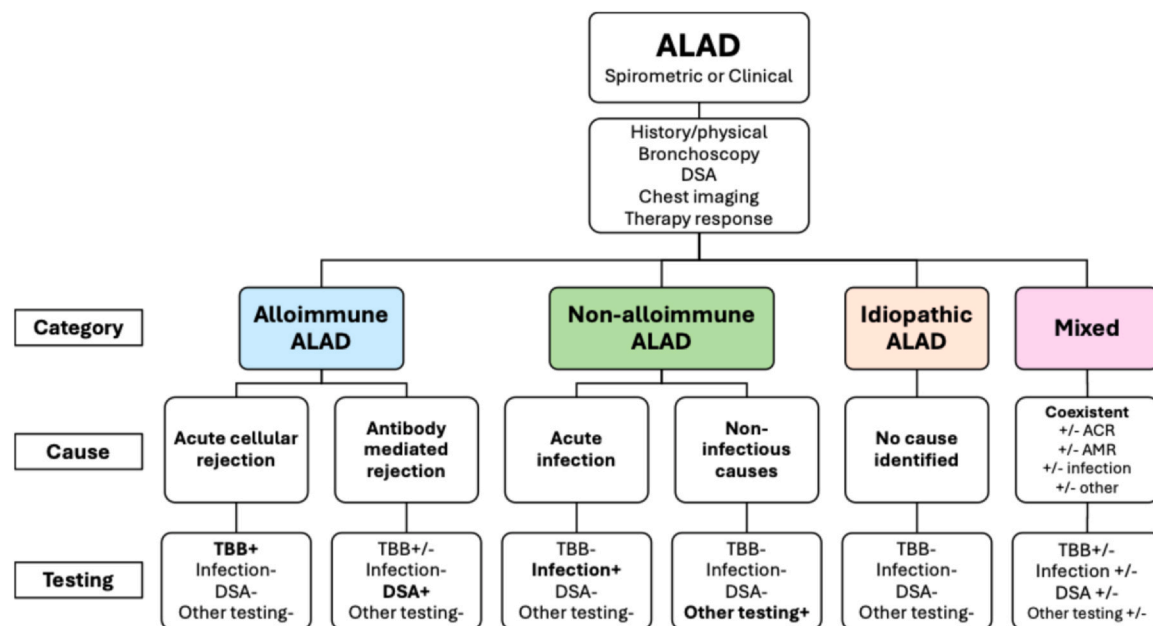 ALAD
Spirometric or Clinical
History/physical
Bronchoscopy
DSA
Chest imaging
Therapy response
Category
Alloimmune
ALAD
Non-alloimmune
ALAD
Idiopathic
ALAD
Mixed
Cause
Acute cellular
rejection
Antibody
mediated
rejection
Acute
infection
Non-
infectious
causes
No cause
identified
Coexistent
+/- ACR
+/- AMR
+/- infection
+/- other
Testing
TBB+
Infection-
DSA-
Other testing-
TBB+/-
Infection-
DSA+
Other testing-
TBB-
Infection+
DSA-
Other testing-
TBB-
Infection-
DSA-
Other testing+
TBB-
Infection-
DSA-
Other testing-
TBB+/-
Infection +/-
DSA +/-
Other testing +/-